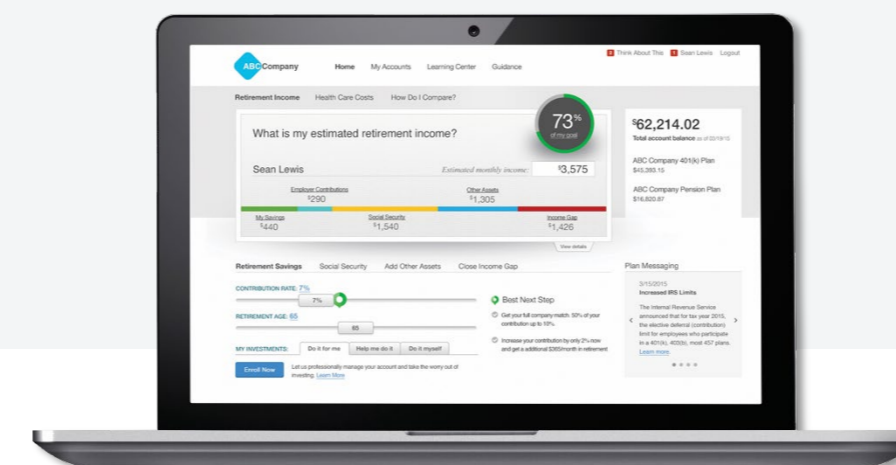 3 Think About This 1 Sean Lewis Logout
ABC Company Home My Accounts Learning Center Guidance
Retirement Income Health Care Costs How Do I Compare?
What is my estimated retirement income?
73%
of my goal
Sean Lewis Estimated monthly income: $3,575
Employer Contributions
$290
Other Assets
$1,305
My Savings
$440
Social Security
$1,540
Income Gap
$1,426
View details
$62,214.02
Total account balance as of 03/19/15
ABC Company 401(k) Plan
$45,393.15
ABC Company Pension Plan
$16,820.87
Retirement Savings Social Security Add Other Assets Close Income Gap
CONTRIBUTION RATE: 7%
7%
RETIREMENT AGE: 65
65
MY INVESTMENTS: Do it for me Help me do it Do it myself
Enroll Now
Let us professionally manage your account and take the worry out of
investing. Learn More
Best Next Step
Get your full company match: 50% of your
contribution up to 10%.
Increase your contribution by only 2% now
and get a additional $365/month in retirement
Plan Messaging
3/15/2015
Increased IRS Limits
The Internal Revenue Service
announced that for tax year 2015,
the elective deferral (contribution)
limit for employees who participate
in a 401(k), 403(b), most 457 plans.
Learn more